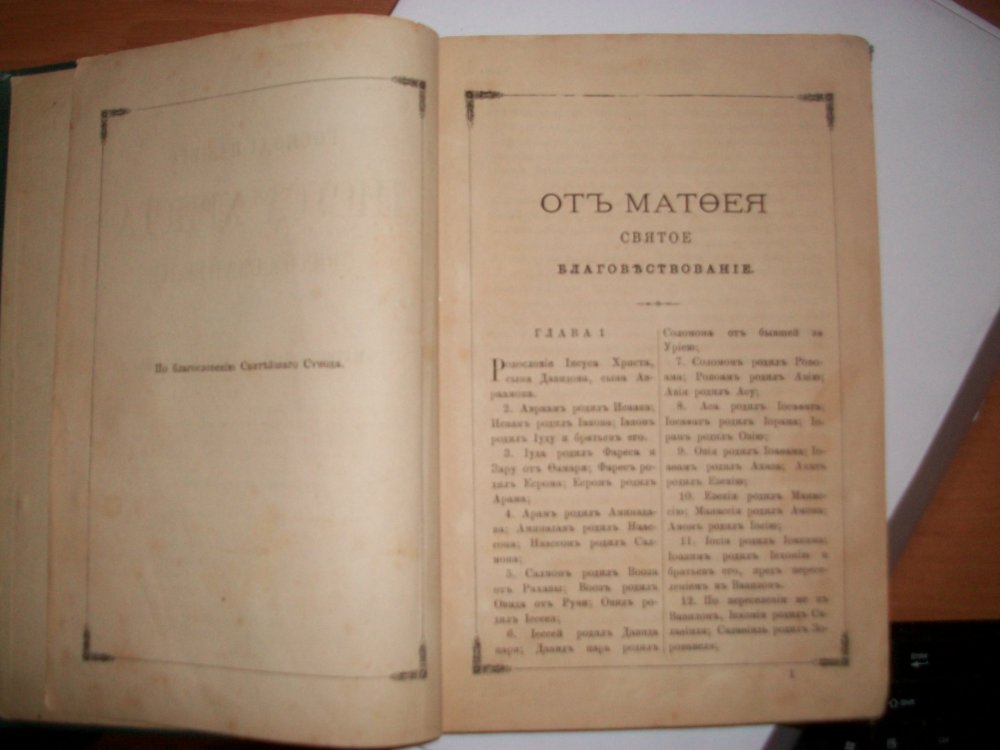 По благословенію Святѣйшаго Сѵнода.
ОТЪ МАТѲЕЯ
СВЯТОЕ
БЛАГОВѢСТВОВАНІЕ.
ГЛАВА 1
Родословіе Іисуса Христа,
сына Давидова, сына Ав-
раамова.
2. Авраамъ родилъ Исаака;
Исаакъ родилъ Іакова; Іаковъ
родилъ Іуду и братьевъ его.
3. Іуда родилъ Фареса и
Зару отъ Ѳамари; Фаресъ ро-
дилъ Есрома; Есромъ родилъ
Арама;
4. Арамъ родилъ Аминада-
ва; Аминадавъ родилъ Наас-
сона; Наассонъ родилъ Сал-
мона;
5. Салмонъ родилъ Вооза
отъ Рахавы; Воозъ родилъ
Овида отъ Руѳи; Овидъ ро-
дилъ Іессея;
6. Іессей родилъ Давида
царя; Давидъ царь родилъ
Соломона отъ бывшей за
Уріею;
7. Соломонъ родилъ Рово-
ама; Ровоамъ родилъ Авію;
Авія родилъ Асу;
8. Аса родилъ Іосафата;
Іосафатъ родилъ Іорама; Іо-
рамъ родилъ Озію;
9. Озія родилъ Іоаѳама; Іо-
аѳамъ родилъ Ахаза; Ахазъ
родилъ Езекію;
10. Езекія родилъ Манас-
сію; Манассія родилъ Амона;
Амонъ родилъ Іосію;
11. Іосія родилъ Іоакима;
Іоакимъ родилъ Іехонію и
братьевъ его, предъ пересе-
леніемъ въ Вавилонъ.
12. По переселеніи же въ
Вавилонъ, Іехонія родилъ Са-
лаѳіиля; Салаѳіиль родилъ Зо-
ровавеля;
1